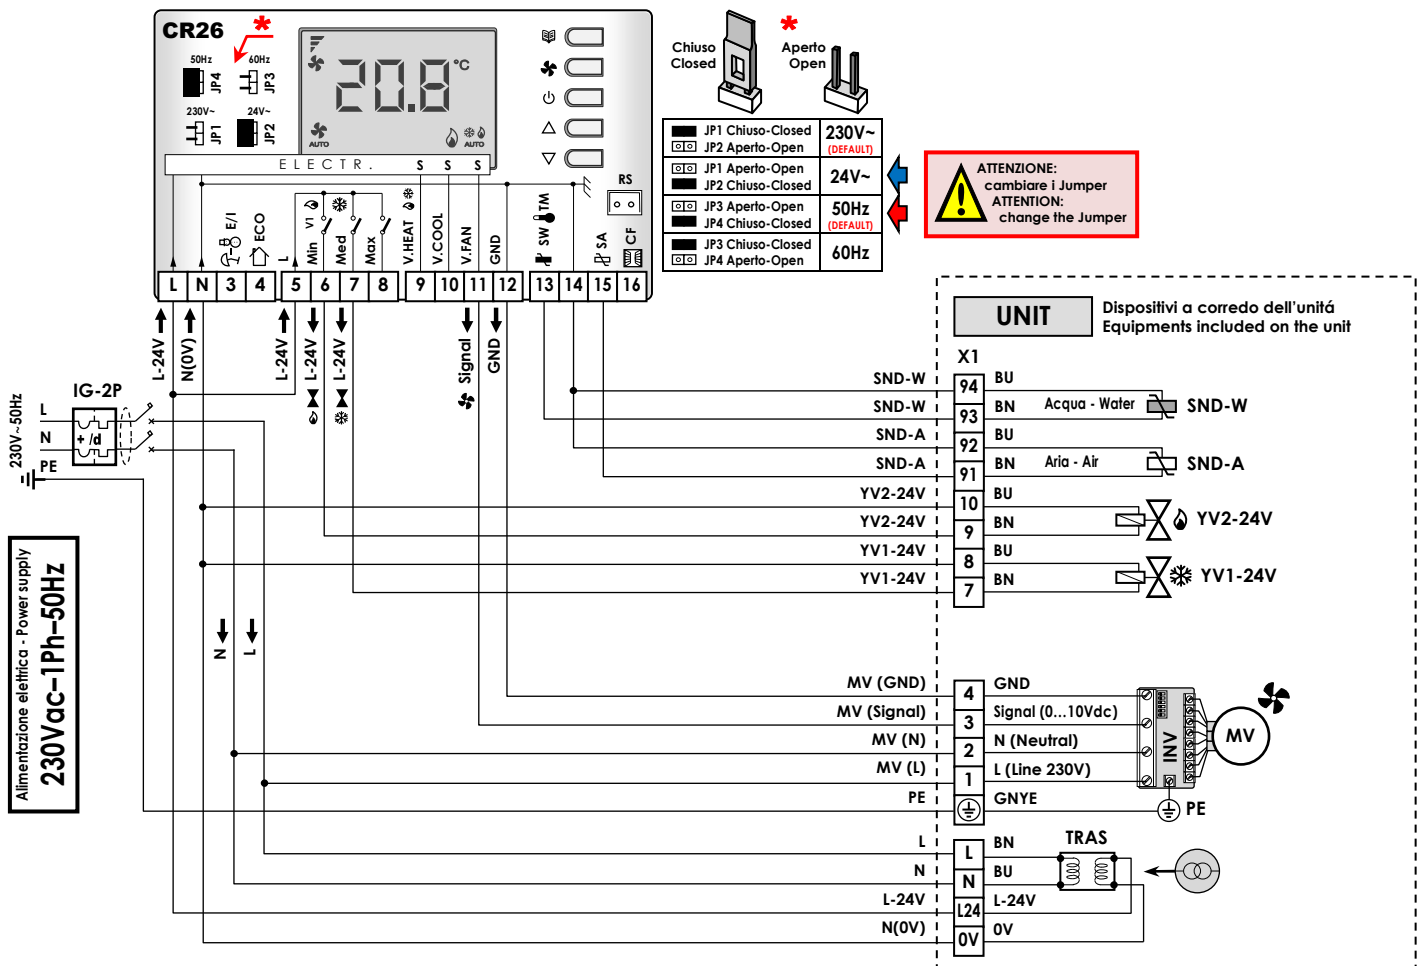 CR26
*
50Hz
JP4
60Hz
JP3
230V~
JP1
24V~
JP2
20.8 °C
AUTO
AUTO
ELECTR.
S S S
RS
E/I
ECO
L
Min
V1
Med
Max
V.HEAT
V.COOL
V.FAN
GND
SW
TM
SA
CF
L N 3 4 5 6 7 8 9 10 11 12 13 14 15 16
Chiuso
Closed
*
Aperto
Open
JP1 Chiuso-Closed
JP2 Aperto-Open
230V~
(DEFAULT)
JP1 Aperto-Open
JP2 Chiuso-Closed
24V~
JP3 Aperto-Open
JP4 Chiuso-Closed
50Hz
(DEFAULT)
JP3 Chiuso-Closed
JP4 Aperto-Open
60Hz
ATTENZIONE:
cambiare i Jumper
ATTENTION:
change the Jumper
L-24V
N(0V)
L-24V
L-24V
L-24V
Signal
GND
IG-2P
230V~50Hz
L
N
PE
+ /d
N
L
Alimentazione elettrica - Power supply
230Vac-1Ph-50Hz
UNIT
Dispositivi a corredo dell'unitá
Equipments included on the unit
X1
SND-W 94 BU
SND-W 93 BN Acqua - Water SND-W
SND-A 92 BU
SND-A 91 BN Aria - Air SND-A
YV2-24V 10 BU
YV2-24V 9 BN YV2-24V
YV1-24V 8 BU
YV1-24V 7 BN YV1-24V
MV (GND) 4 GND
MV (Signal) 3 Signal (0...10Vdc)
MV (N) 2 N (Neutral)
MV (L) 1 L (Line 230V)
INV
MV
PE GNYE PE
L L BN TRAS
N N BU
L-24V L24 L-24V
N(0V) 0V 0V